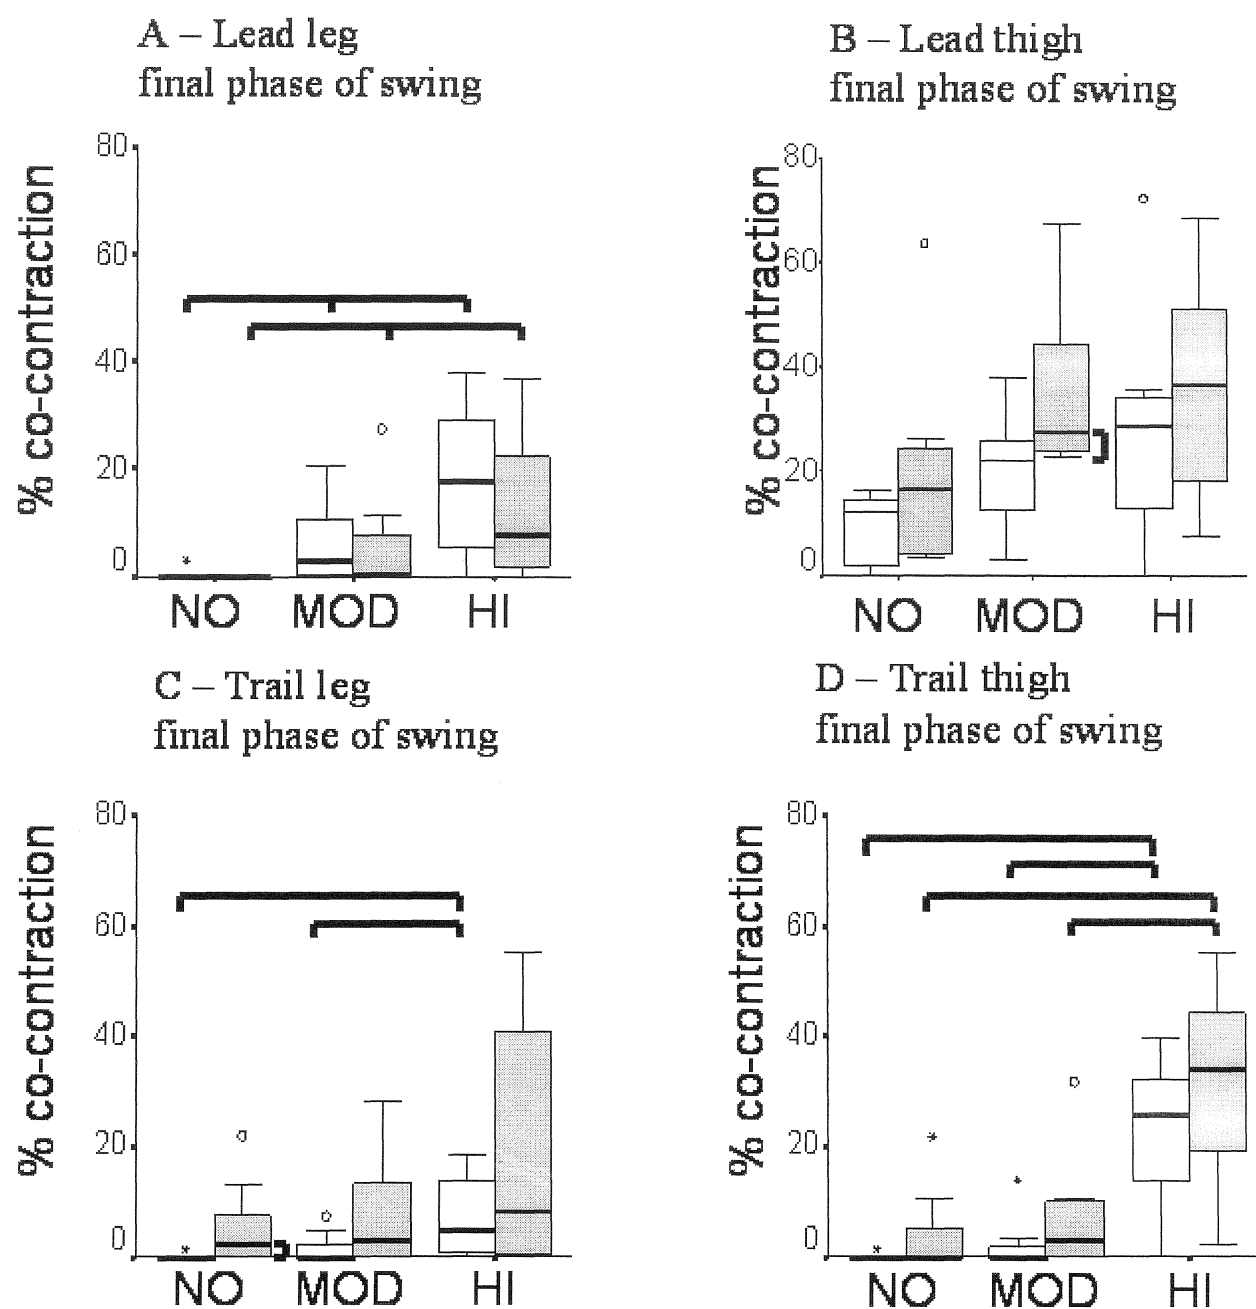 A – Lead leg
final phase of swing
80
60
40
20
0
% co-contraction
NO MOD HI
B – Lead thigh
final phase of swing
80
60
40
20
0
% co-contraction
NO MOD HI
C – Trail leg
final phase of swing
80
60
40
20
0
% co-contraction
NO MOD HI
D – Trail thigh
final phase of swing
80
60
40
20
0
% co-contraction
NO MOD HI